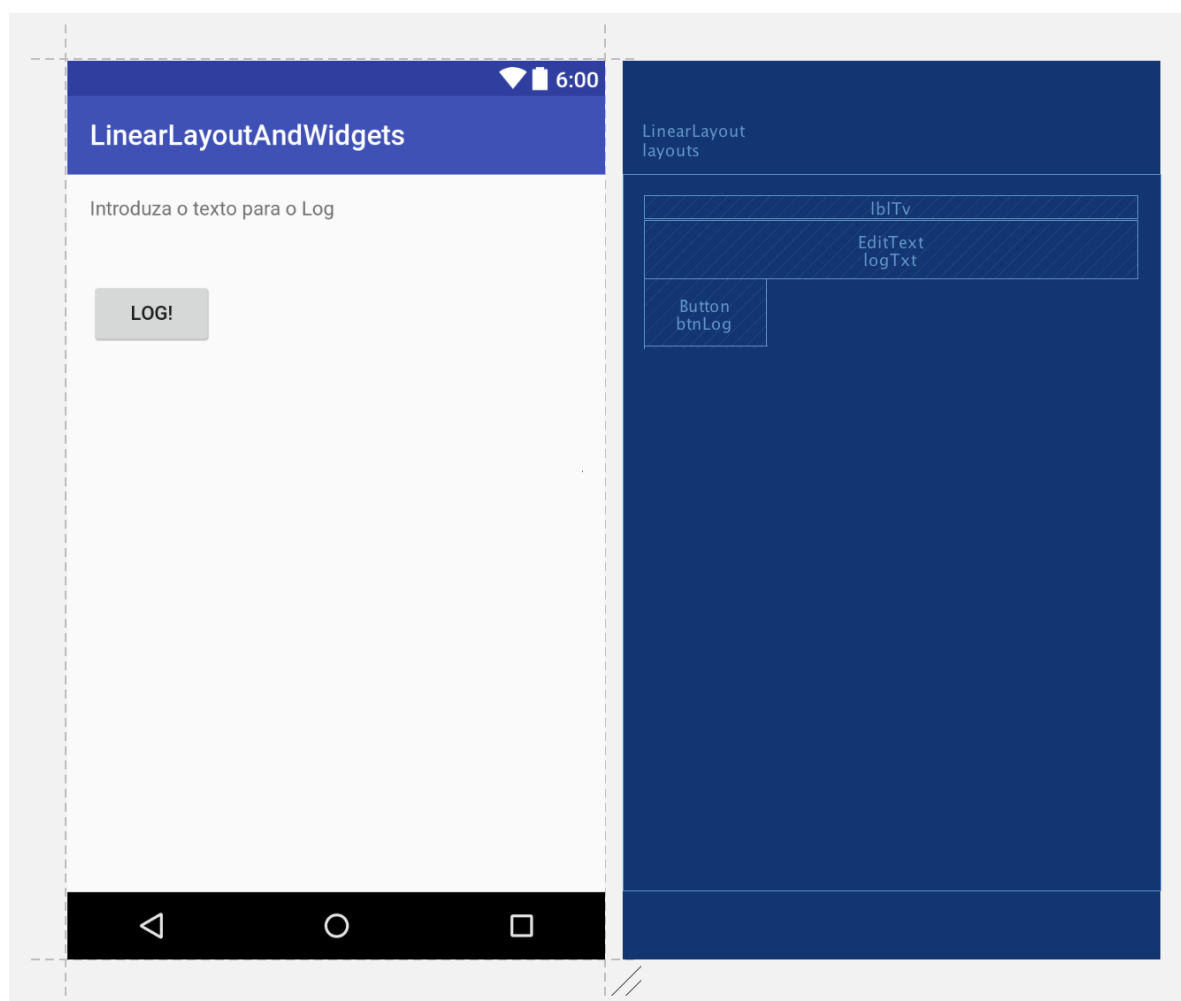 6:00
LinearLayoutAndWidgets
Introduza o texto para o Log
LOG!
LinearLayout
layouts
lblTv
EditText
logTxt
Button
btnLog